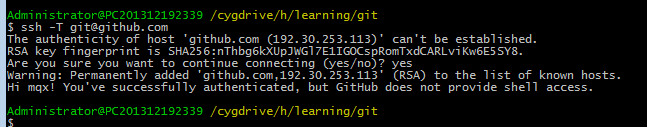 Administrator@PC201312192339 /cygdrive/h/learning/git
$ ssh -T git@github.com
The authenticity of host 'github.com (192.30.253.113)' can't be established.
RSA key fingerprint is SHA256:nThbg6kXUpJWGl7E1IGOCspRomTxdCARLviKw6E5SY8.
Are you sure you want to continue connecting (yes/no)? yes
Warning: Permanently added 'github.com,192.30.253.113' (RSA) to the list of known hosts.
Hi mqx! You've successfully authenticated, but GitHub does not provide shell access.
Administrator@PC201312192339 /cygdrive/h/learning/git
$